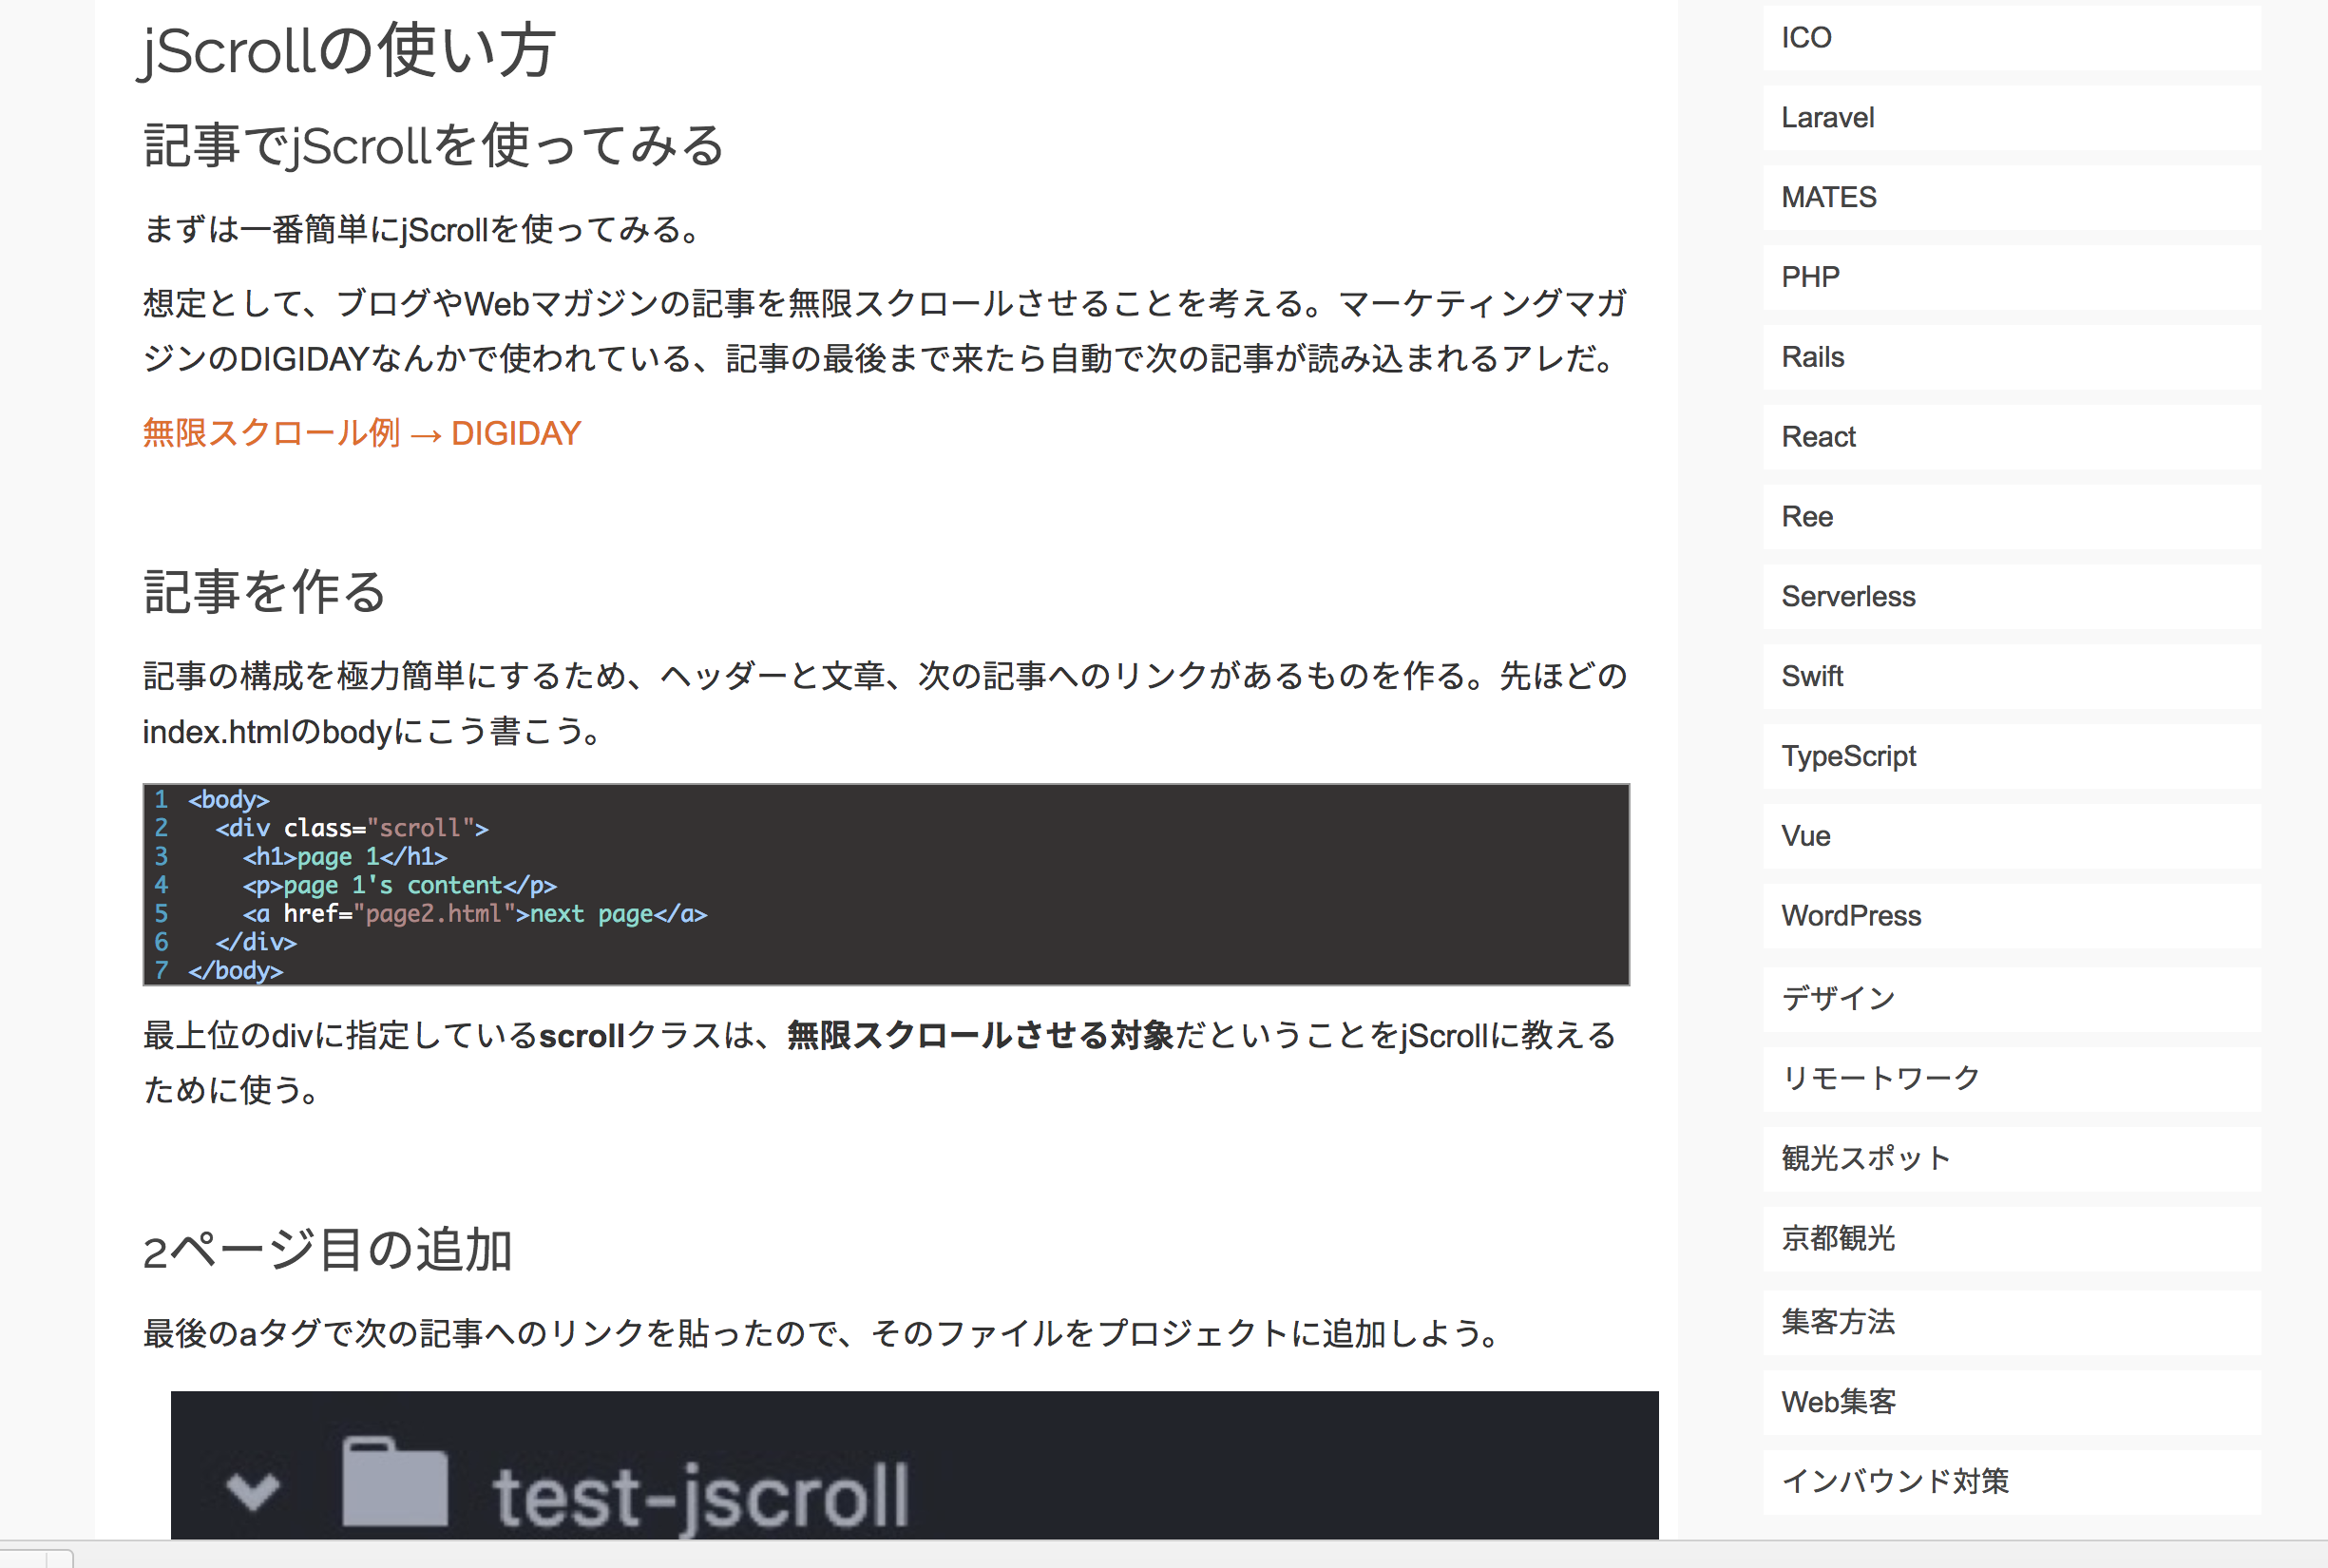 jScrollの使い方
記事でjScrollを使ってみる
まずは一番簡単にjScrollを使ってみる。
想定として、ブログやWebマガジンの記事を無限スクロールさせることを考える。マーケティングマガ
ジンのDIGIDAYなんかで使われている、記事の最後まで来たら自動で次の記事が読み込まれるアレだ。
無限スクロール例 → DIGIDAY
記事を作る
記事の構成を極力簡単にするため、ヘッダーと文章、次の記事へのリンクがあるものを作る。先ほどの
index.htmlのbodyにこう書こう。
1 <body>
2   <div class="scroll">
3     <h1>page 1</h1>
4     <p>page 1's content</p>
5     <a href="page2.html">next page</a>
6   </div>
7 </body>
最上位のdivに指定しているscrollクラスは、無限スクロールさせる対象だということをjScrollに教える
ために使う。
2ページ目の追加
最後のaタグで次の記事へのリンクを貼ったので、そのファイルをプロジェクトに追加しよう。
test-jscroll
ICO
Laravel
MATES
PHP
Rails
React
Ree
Serverless
Swift
TypeScript
Vue
WordPress
デザイン
リモートワーク
観光スポット
京都観光
集客方法
Web集客
インバウンド対策